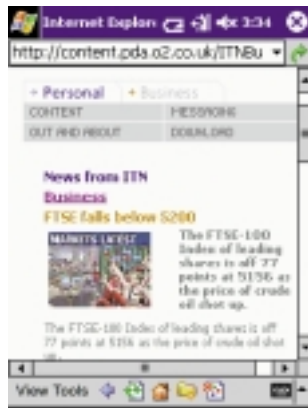 Internet Explor 3:34
http://content.pda.o2.co.uk/ITNBu
Personal Business
CONTENT MESSAGING
OUT AND ABOUT DOWNLOAD
News from ITN
Business
FTSE falls below 5200
MARKETS LATEST
The FTSE-100
Index of leading
shares is off 77
points at 5156 as
the price of crude
oil shot up.
The FTSE-100 Index of leading shares is off
77 points at 5156 as the price of crude oil shot
up.
View Tools